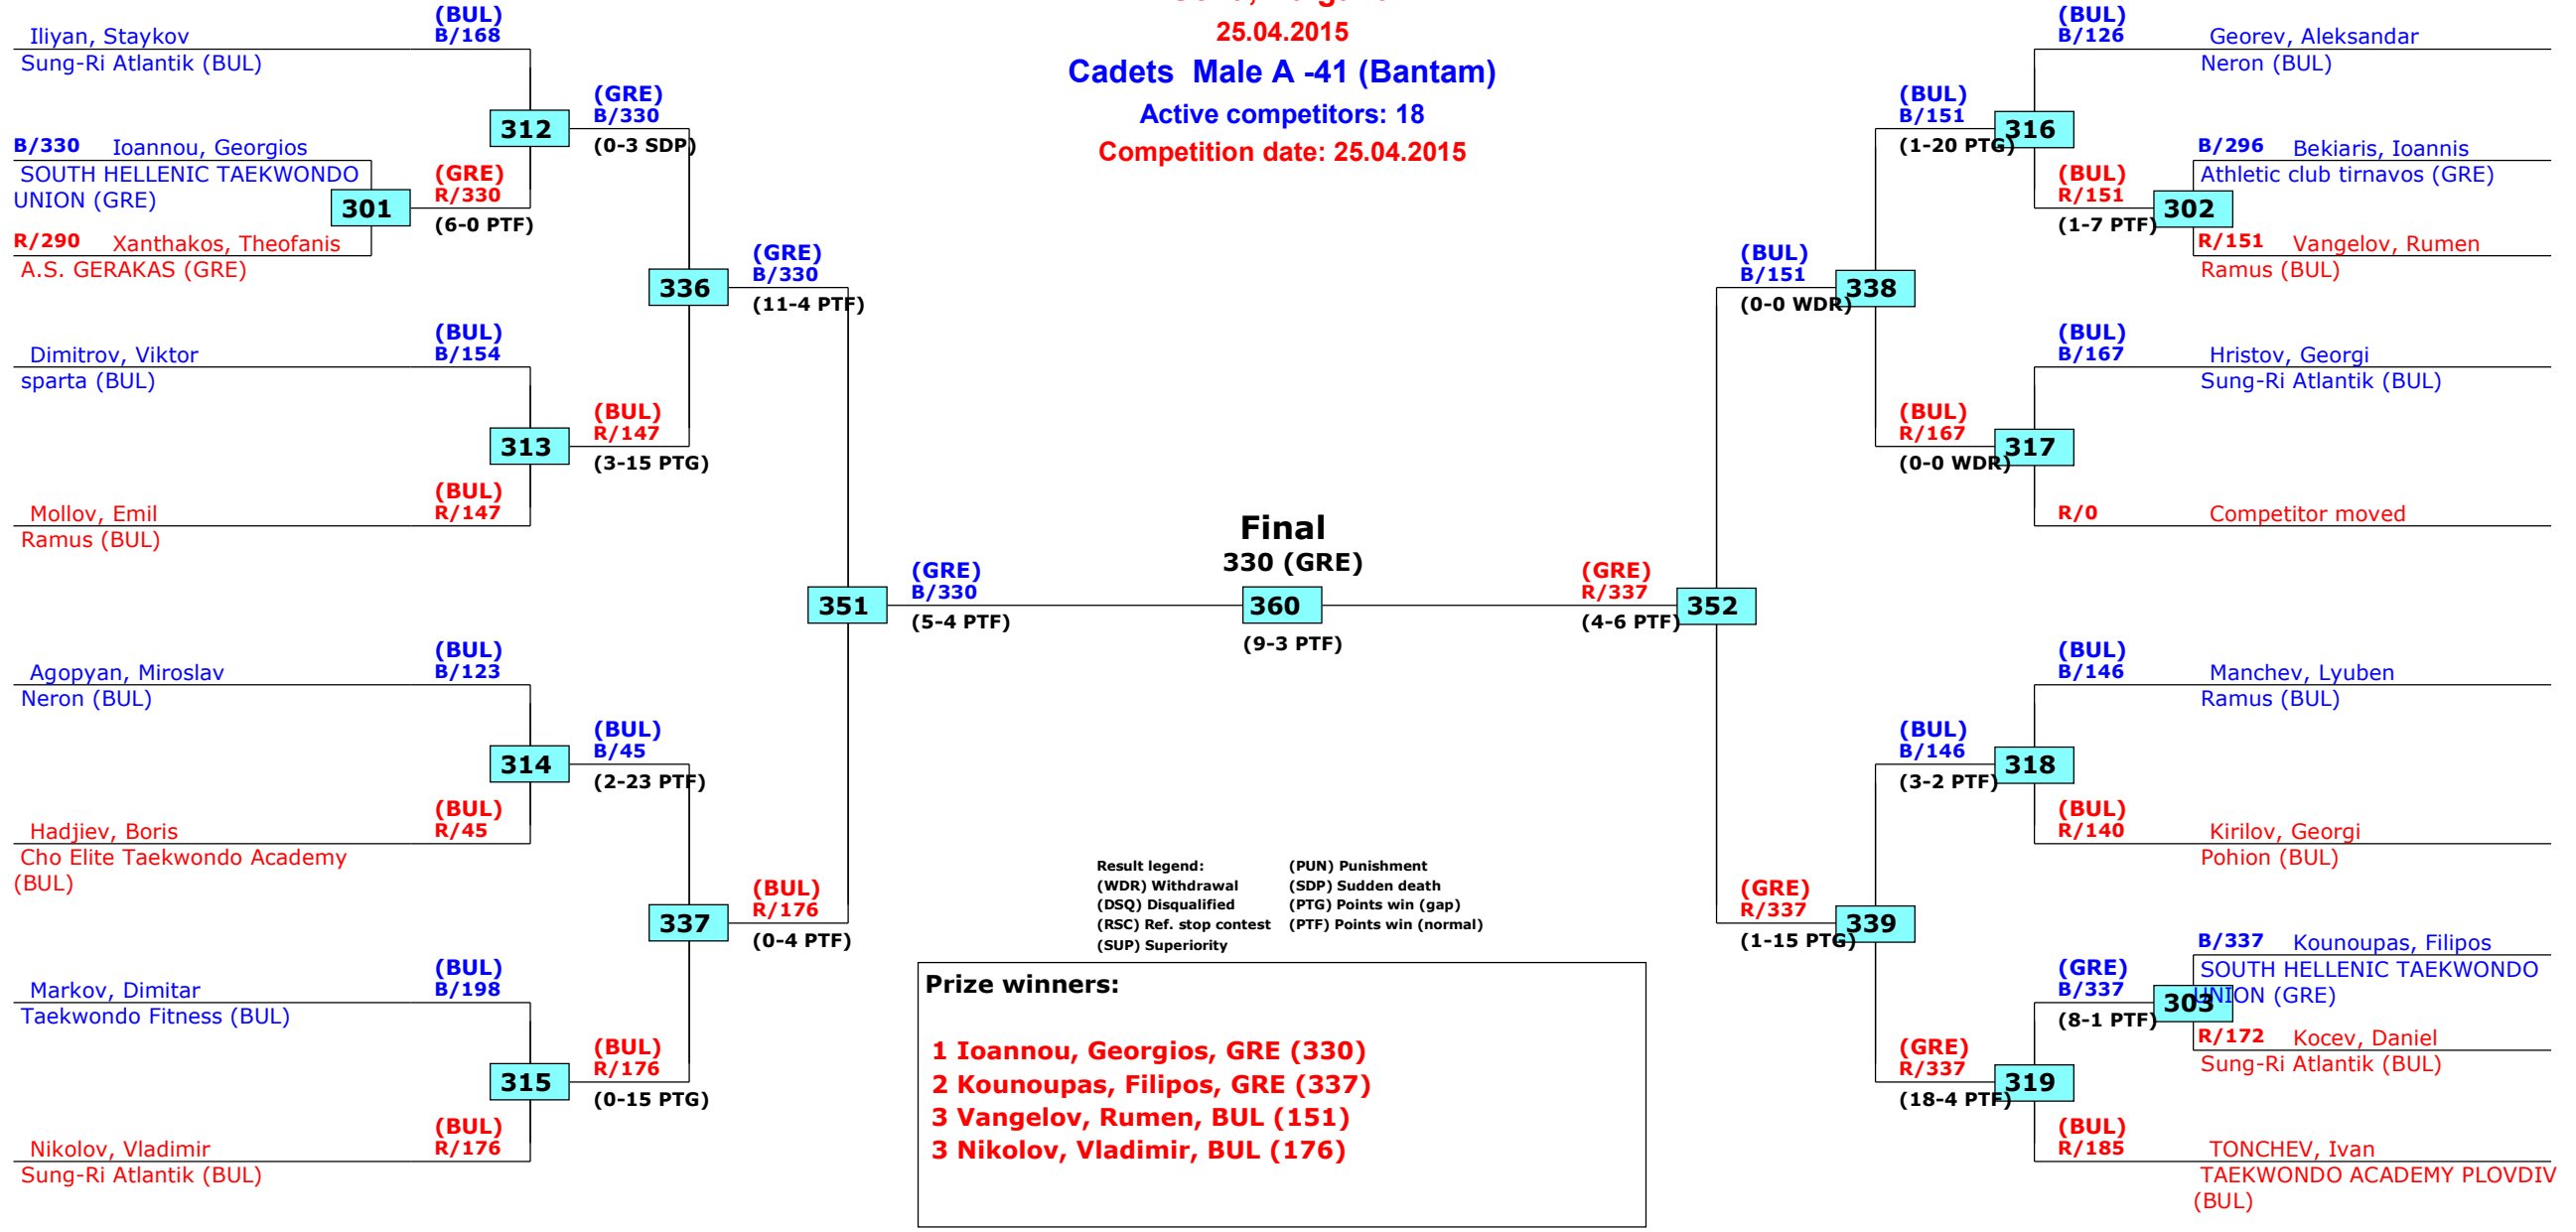 25.04.2015
Cadets Male A -41 (Bantam)
Active competitors: 18
Competition date: 25.04.2015
(BUL)
B/168
Iliyan, Staykov
Sung-Ri Atlantik (BUL)
312
(GRE)
B/330
(0-3 SDP)
B/330 Ioannou, Georgios
SOUTH HELLENIC TAEKWONDO
UNION (GRE)
301
(GRE)
R/330
(6-0 PTF)
R/290 Xanthakos, Theofanis
A.S. GERAKAS (GRE)
336
(GRE)
B/330
(11-4 PTF)
(BUL)
B/154
Dimitrov, Viktor
sparta (BUL)
313
(BUL)
R/147
(3-15 PTG)
(BUL)
R/147
Mollov, Emil
Ramus (BUL)
351
(GRE)
B/330
(5-4 PTF)
(BUL)
B/123
Agopyan, Miroslav
Neron (BUL)
314
(BUL)
B/45
(2-23 PTF)
(BUL)
R/45
Hadjiev, Boris
Cho Elite Taekwondo Academy
(BUL)
337
(BUL)
R/176
(0-4 PTF)
(BUL)
B/198
Markov, Dimitar
Taekwondo Fitness (BUL)
315
(BUL)
R/176
(0-15 PTG)
(BUL)
R/176
Nikolov, Vladimir
Sung-Ri Atlantik (BUL)
Final
330 (GRE)
360
(9-3 PTF)
(GRE)
R/337
(4-6 PTF)
352
(BUL)
B/126
Georev, Aleksandar
Neron (BUL)
(BUL)
B/151
(1-20 PTG)
316
B/296 Bekiaris, Ioannis
Athletic club tirnavos (GRE)
(BUL)
R/151
(1-7 PTF)
302
R/151 Vangelov, Rumen
Ramus (BUL)
(BUL)
B/151
(0-0 WDR)
338
(BUL)
B/167
Hristov, Georgi
Sung-Ri Atlantik (BUL)
(BUL)
R/167
(0-0 WDR)
317
R/0 Competitor moved
(BUL)
B/146
Manchev, Lyuben
Ramus (BUL)
(BUL)
B/146
(3-2 PTF)
318
(BUL)
R/140
Kirilov, Georgi
Pohion (BUL)
(GRE)
R/337
(1-15 PTG)
339
B/337 Kounoupas, Filipos
SOUTH HELLENIC TAEKWONDO
UNION (GRE)
(GRE)
B/337
(8-1 PTF)
303
R/172 Kocev, Daniel
Sung-Ri Atlantik (BUL)
(GRE)
R/337
(18-4 PTF)
319
(BUL)
R/185
TONCHEV, Ivan
TAEKWONDO ACADEMY PLOVDIV
(BUL)
Result legend: (PUN) Punishment
(WDR) Withdrawal (SDP) Sudden death
(DSQ) Disqualified (PTG) Points win (gap)
(RSC) Ref. stop contest (PTF) Points win (normal)
(SUP) Superiority
Prize winners:
1 Ioannou, Georgios, GRE (330)
2 Kounoupas, Filipos, GRE (337)
3 Vangelov, Rumen, BUL (151)
3 Nikolov, Vladimir, BUL (176)